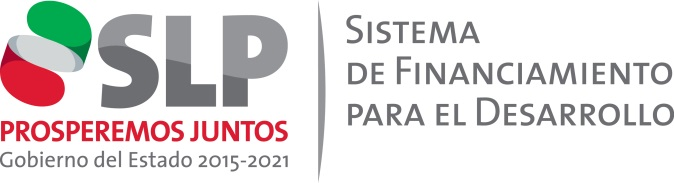 SLP
PROSPEREMOS JUNTOS
Gobierno del Estado 2015-2021
SISTEMA
DE FINANCIAMIENTO
PARA EL DESARROLLO